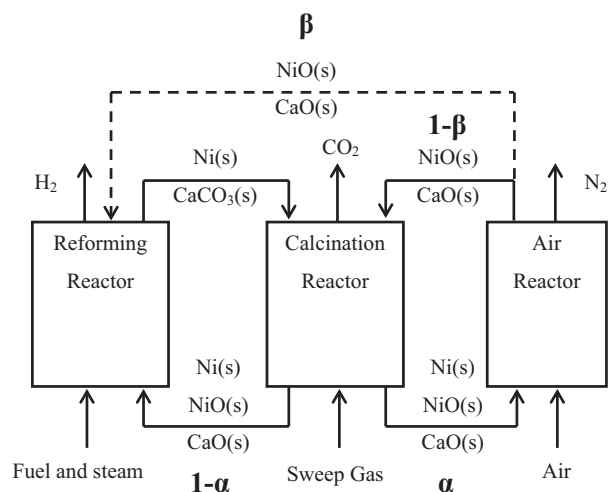 β
NiO(s)
CaO(s)
1-β
H₂
Ni(s)
CaCO₃(s)
CO₂
NiO(s)
CaO(s)
N₂
Reforming
Reactor
Calcination
Reactor
Air
Reactor
Ni(s)
NiO(s)
CaO(s)
Ni(s)
NiO(s)
CaO(s)
Fuel and steam
1-α
Sweep Gas
α
Air